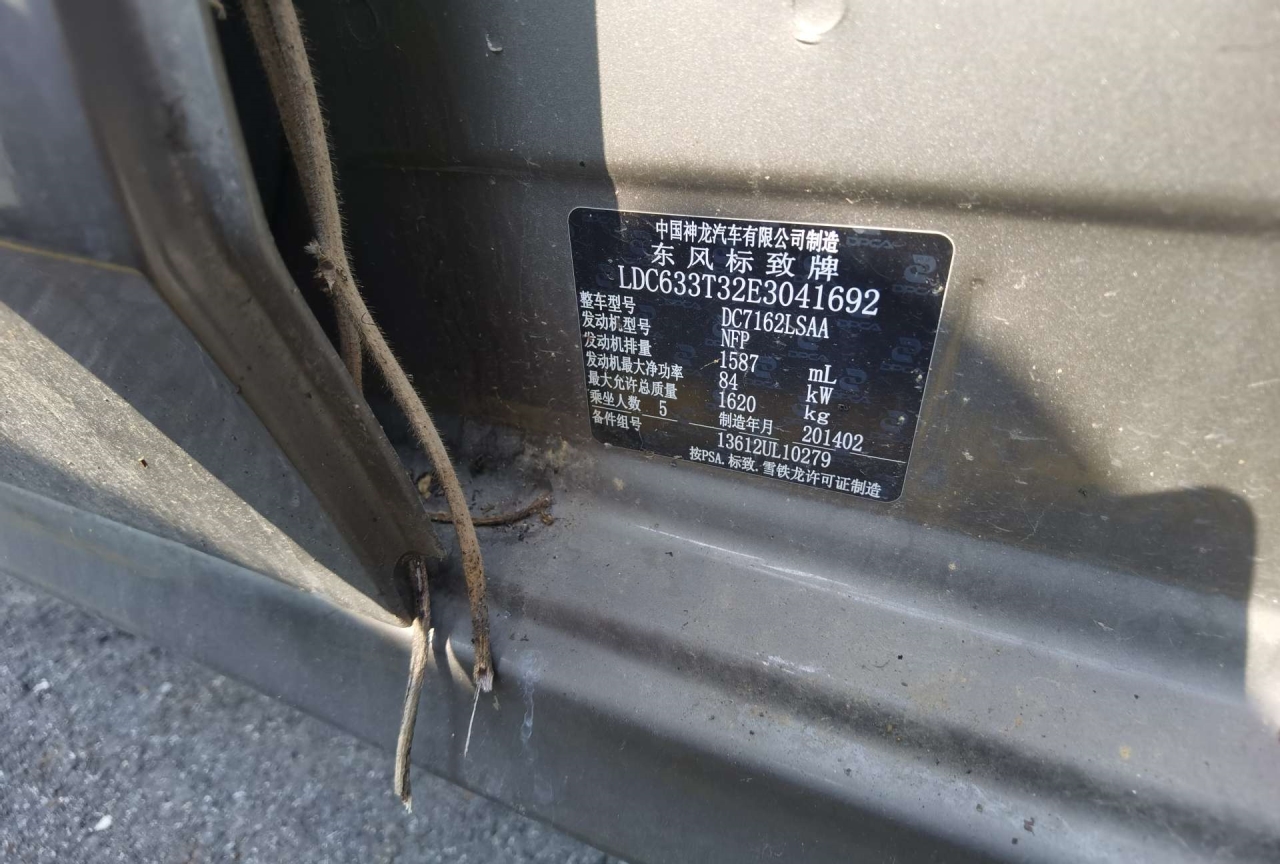 中国神龙汽车有限公司制造
东风标致牌
LDC633T32E3041692
整车型号 DC7162LSAA
发动机型号 NFP
发动机排量 1587 mL
发动机最大净功率 84 kW
最大允许总质量 1620 kg
乘坐人数 5 制造年月 201402
备件组号 13612UL10279
按PSA.标致.雪铁龙许可证制造